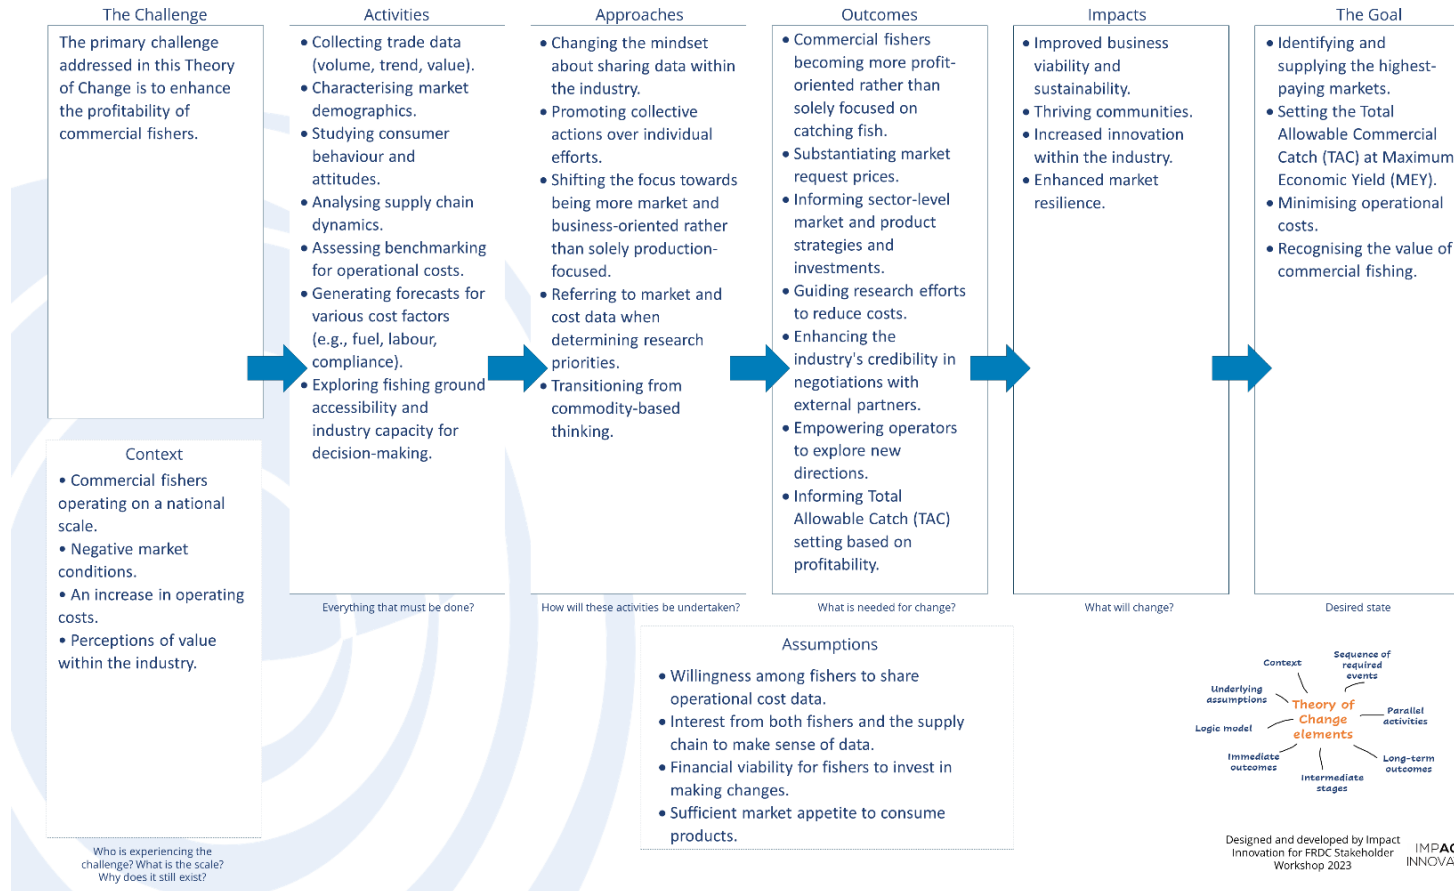 The Challenge
The primary challenge
addressed in this Theory
of Change is to enhance
the profitability of
commercial fishers.
Context
• Commercial fishers
operating on a national
scale.
• Negative market
conditions.
• An increase in operating
costs.
• Perceptions of value
within the industry.
Who is experiencing the
challenge? What is the scale?
Why does it still exist?
Activities
• Collecting trade data
(volume, trend, value).
• Characterising market
demographics.
• Studying consumer
behaviour and
attitudes.
• Analysing supply chain
dynamics.
• Assessing benchmarking
for operational costs.
• Generating forecasts for
various cost factors
(e.g., fuel, labour,
compliance).
• Exploring fishing ground
accessibility and
industry capacity for
decision-making.
Everything that must be done?
Approaches
• Changing the mindset
about sharing data within
the industry.
• Promoting collective
actions over individual
efforts.
• Shifting the focus towards
being more market and
business-oriented rather
than solely production-
focused.
• Referring to market and
cost data when
determining research
priorities.
• Transitioning from
commodity-based
thinking.
How will these activities be undertaken?
Outcomes
• Commercial fishers
becoming more profit-
oriented rather than
solely focused on
catching fish.
• Substantiating market
request prices.
• Informing sector-level
market and product
strategies and
investments.
• Guiding research efforts
to reduce costs.
• Enhancing the
industry's credibility in
negotiations with
external partners.
• Empowering operators
to explore new
directions.
• Informing Total
Allowable Catch (TAC)
setting based on
profitability.
What is needed for change?
Impacts
• Improved business
viability and
sustainability.
• Thriving communities.
• Increased innovation
within the industry.
• Enhanced market
resilience.
What will change?
The Goal
• Identifying and
supplying the highest-
paying markets.
• Setting the Total
Allowable Commercial
Catch (TAC) at Maximum
Economic Yield (MEY).
• Minimising operational
costs.
• Recognising the value of
commercial fishing.
Desired state
Assumptions
• Willingness among fishers to share
operational cost data.
• Interest from both fishers and the supply
chain to make sense of data.
• Financial viability for fishers to invest in
making changes.
• Sufficient market appetite to consume
products.
Theory of
Change
elements
Context
Sequence of
required
events
Parallel
activities
Long-term
outcomes
Intermediate
stages
Immediate
outcomes
Logic model
Underlying
assumptions
Designed and developed by Impact
Innovation for FRDC Stakeholder
Workshop 2023
IMPAC
INNOVA